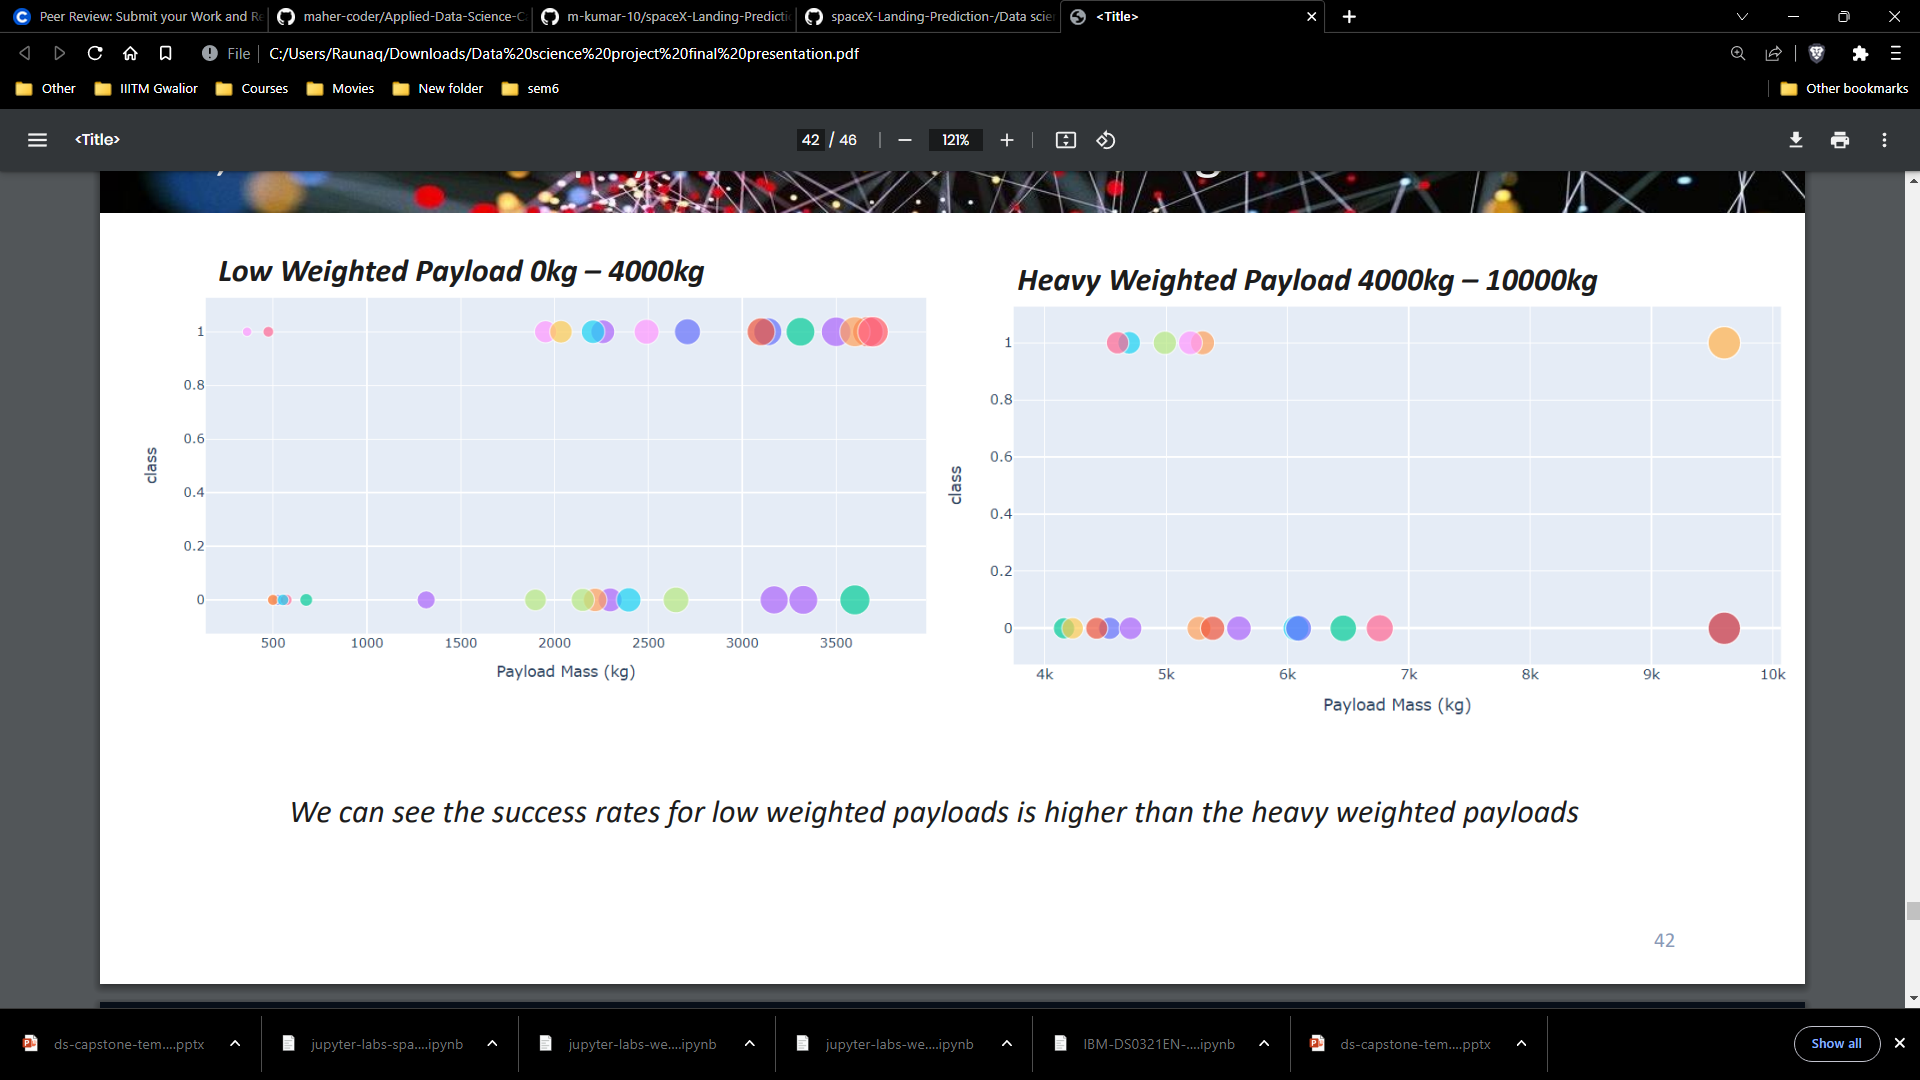 Peer Review: Submit your Work and Re
maher-coder/Applied-Data-Science-C
m-kumar-10/spaceX-Landing-Predicti
spaceX-Landing-Prediction-/Data scie
<Title>
File
C:/Users/Raunaq/Downloads/Data%20science%20project%20final%20presentation.pdf
Other
IIITM Gwalior
Courses
Movies
New folder
sem6
Other bookmarks
<Title>
42 / 46
121%
Low Weighted Payload 0kg – 4000kg
1
0.8
0.6
0.4
0.2
0
class
500 1000 1500 2000 2500 3000 3500
Payload Mass (kg)
Heavy Weighted Payload 4000kg – 10000kg
1
0.8
0.6
0.4
0.2
0
class
4k 5k 6k 7k 8k 9k 10k
Payload Mass (kg)
We can see the success rates for low weighted payloads is higher than the heavy weighted payloads
42
ds-capstone-tem....pptx
jupyter-labs-spa....ipynb
jupyter-labs-we....ipynb
jupyter-labs-we....ipynb
IBM-DS0321EN-....ipynb
ds-capstone-tem....pptx
Show all